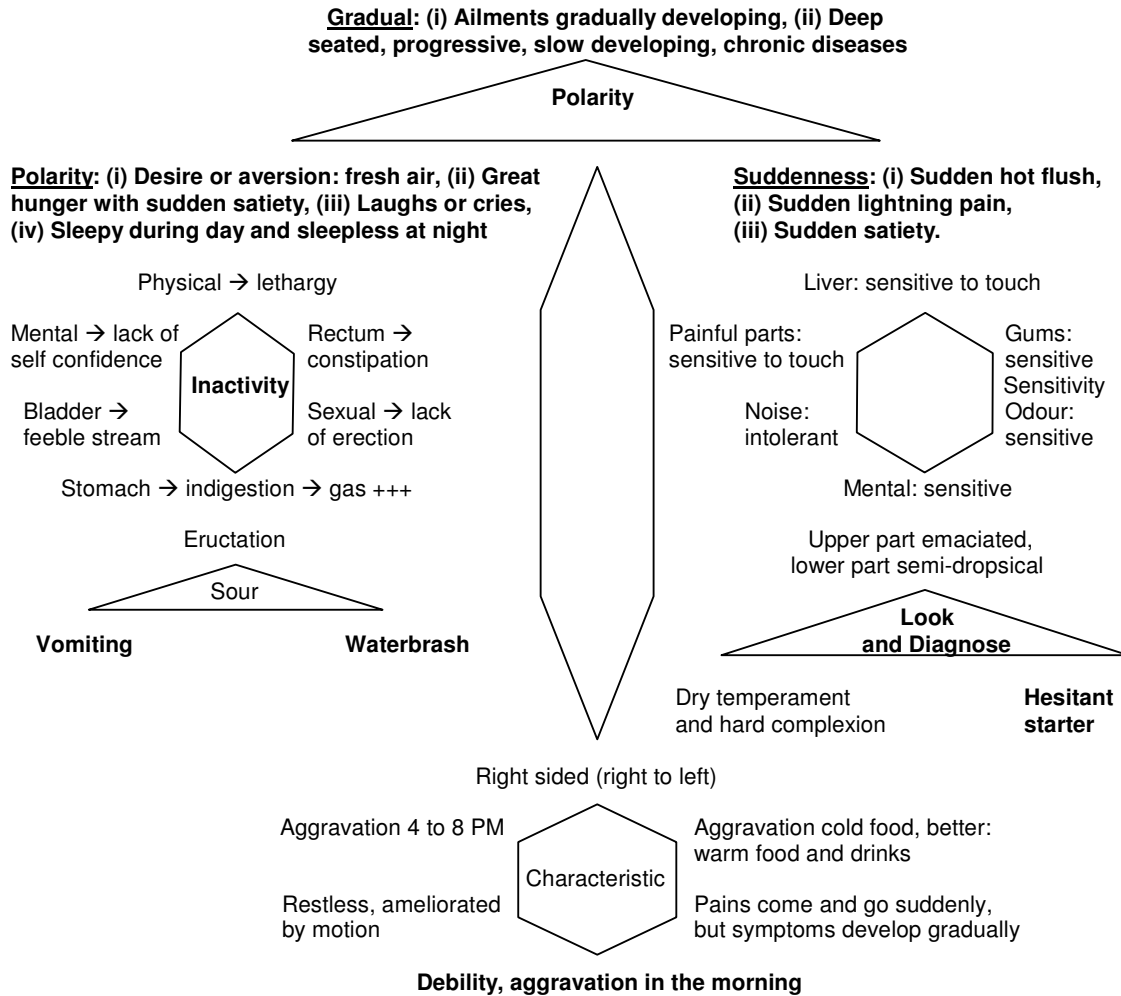 Gradual: (i) Ailments gradually developing, (ii) Deep
seated, progressive, slow developing, chronic diseases
Polarity
Polarity: (i) Desire or aversion: fresh air, (ii) Great
hunger with sudden satiety, (iii) Laughs or cries,
(iv) Sleepy during day and sleepless at night
Suddenness: (i) Sudden hot flush,
(ii) Sudden lightning pain,
(iii) Sudden satiety.
Physical → lethargy
Mental → lack of
self confidence
Rectum →
constipation
Inactivity
Bladder →
feeble stream
Sexual → lack
of erection
Stomach → indigestion → gas +++
Liver: sensitive to touch
Painful parts:
sensitive to touch
Gums:
sensitive
Sensitivity
Noise:
intolerant
Odour:
sensitive
Mental: sensitive
Eructation
Sour
Vomiting
Waterbrash
Upper part emaciated,
lower part semi-dropsical
Look
and Diagnose
Dry temperament
and hard complexion
Hesitant
starter
Right sided (right to left)
Aggravation 4 to 8 PM
Aggravation cold food, better:
warm food and drinks
Characteristic
Restless, ameliorated
by motion
Pains come and go suddenly,
but symptoms develop gradually
Debility, aggravation in the morning